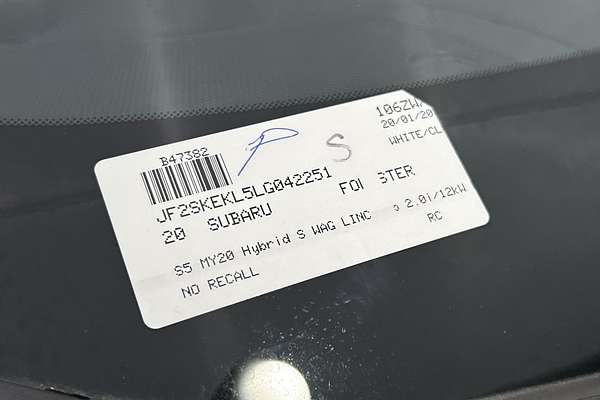 B47382
S
106ZW
20/01/20
WHITE/CL
JF2SKEKL5LG042251
20 SUBARU
S5 MY20 Hybrid S WAG LINC 2.0i/12kW
RC
NO RECALL